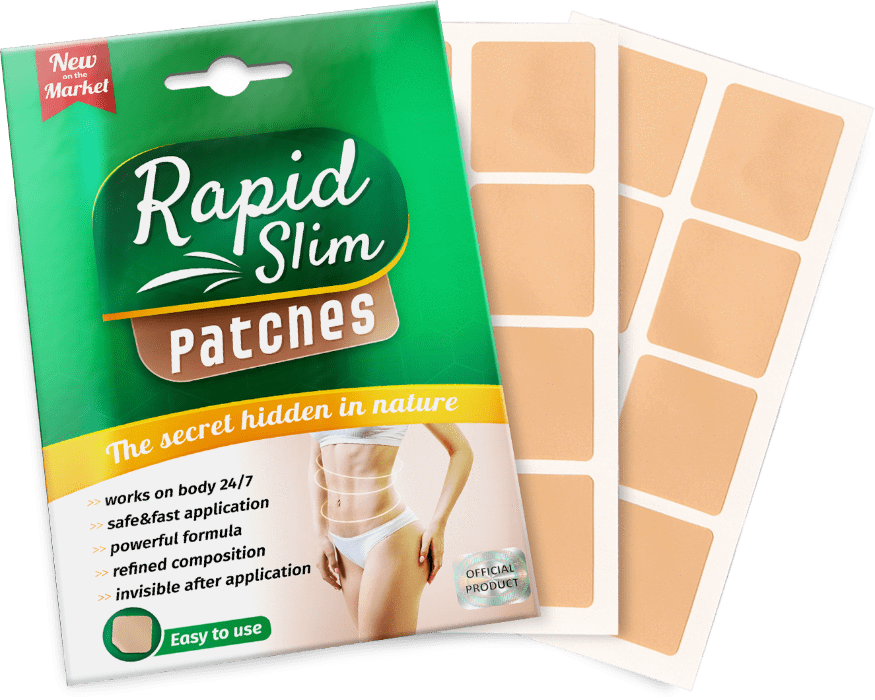 New
on the
Market
Rapid
Slim
Patches
The secret hidden in nature
>> works on body 24/7
>> safe&fast application
>> powerful formula
>> refined composition
>> invisible after application
OFFICIAL
PRODUCT
Easy to use